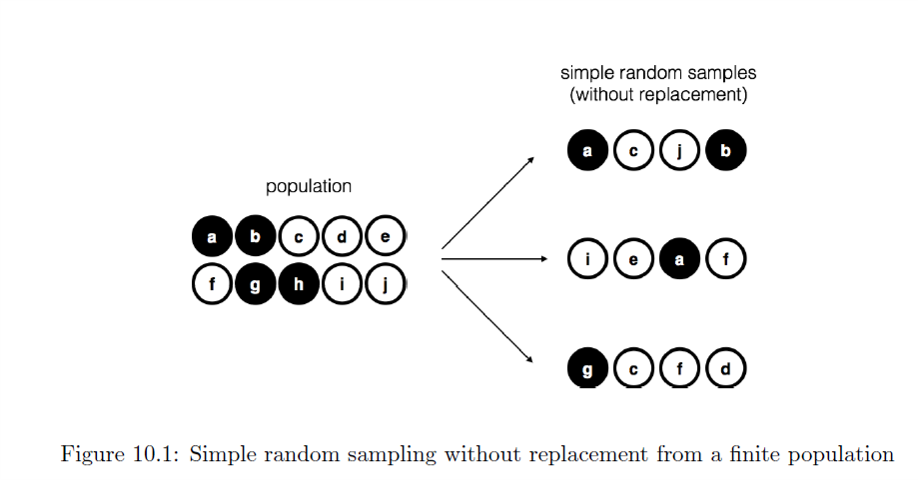 simple random samples
(without replacement)
a c j b
population
a b c d e
i e a f
f g h i j
g c f d
Figure 10.1: Simple random sampling without replacement from a finite population